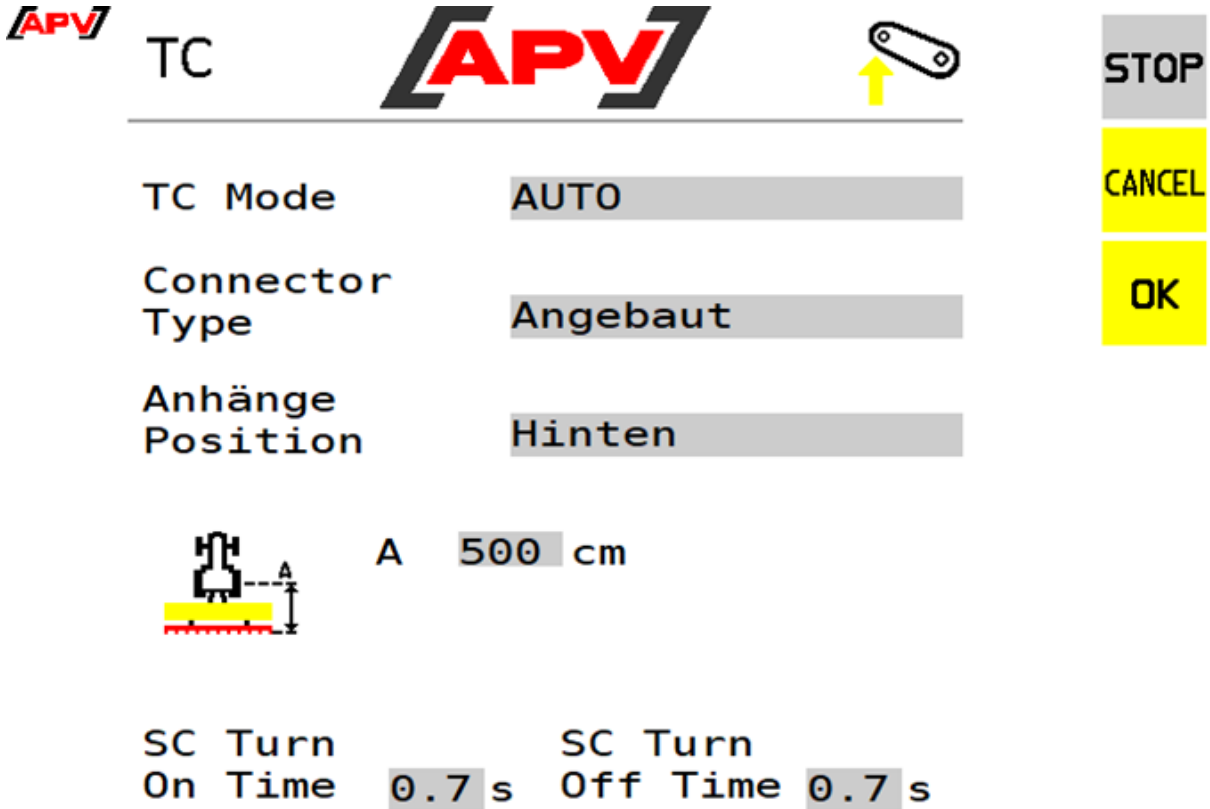 APV
TC APV
STOP
CANCEL
OK
TC Mode AUTO
Connector
Type Angebaut
Anhänge
Position Hinten
A
A 500 cm
SC Turn SC Turn
On Time 0.7 s Off Time 0.7 s